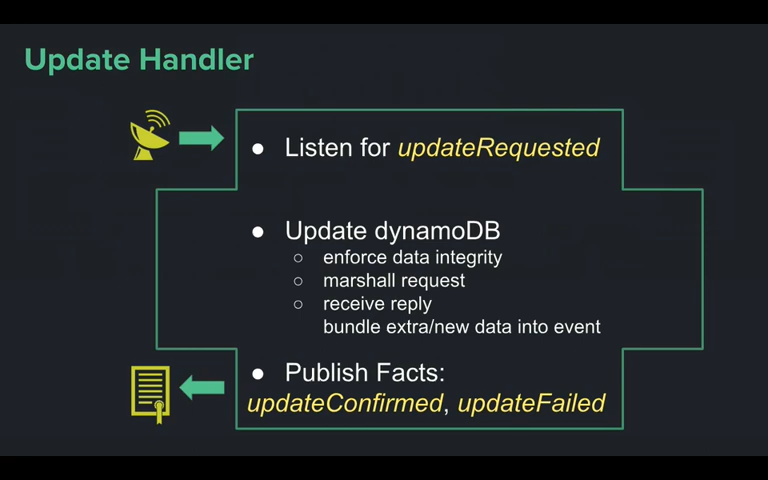 Update Handler
● Listen for updateRequested
● Update dynamoDB
○ enforce data integrity
○ marshall request
○ receive reply
bundle extra/new data into event
● Publish Facts:
updateConfirmed, updateFailed